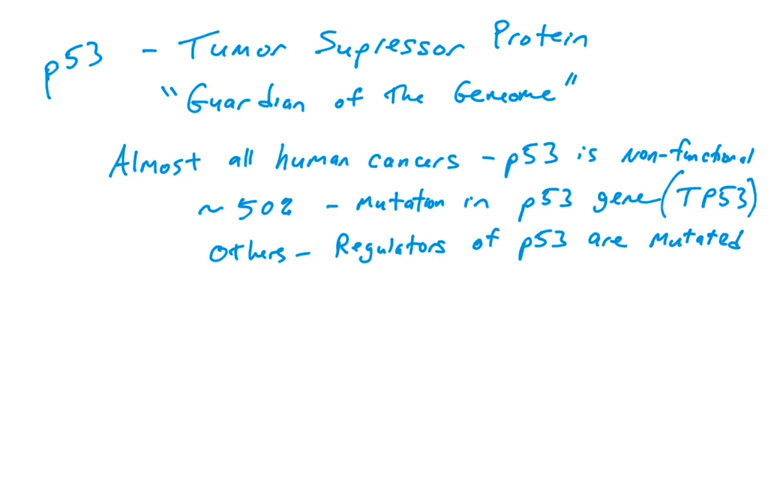 p53 - Tumor Supressor Protein
"Guardian of The Genome"
Almost all human cancers - p53 is non-functional
~ 50% - Mutation in p53 gene (TP53)
Others - Regulators of p53 are Mutated